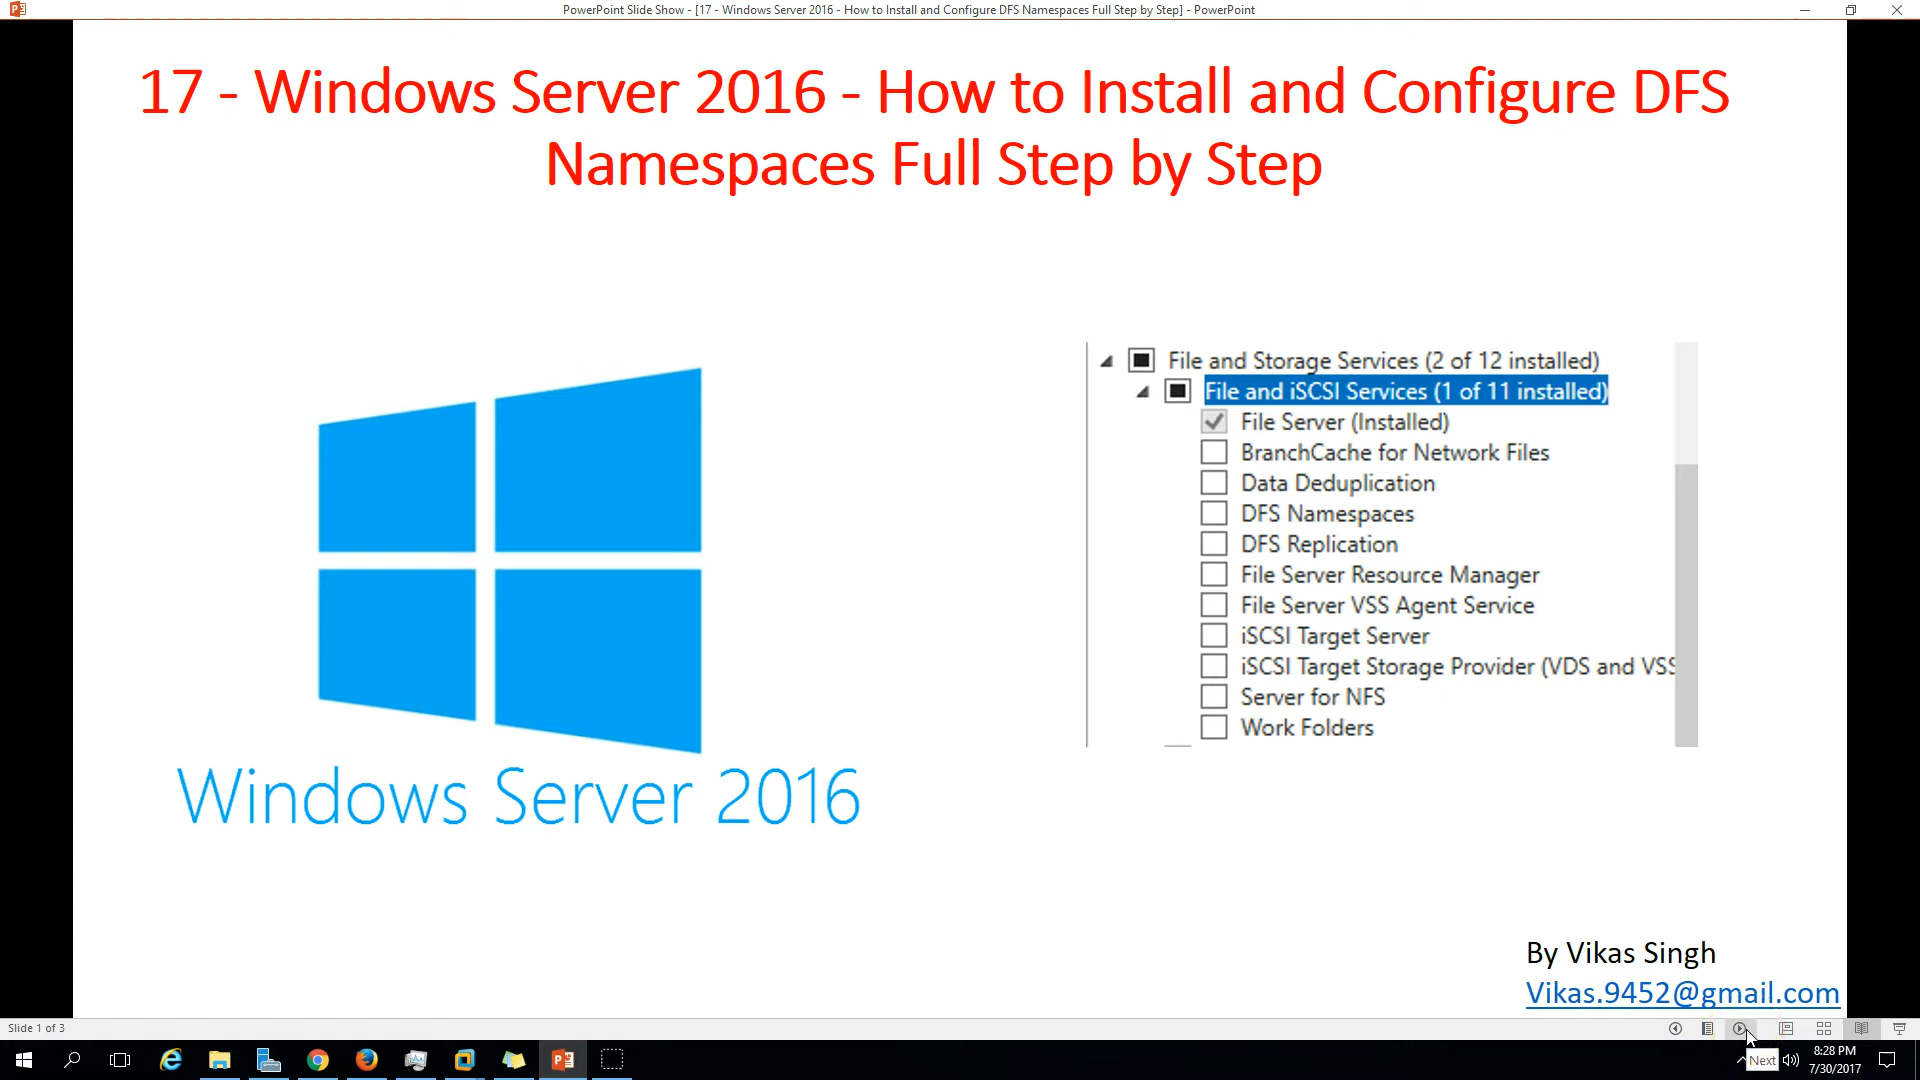 PowerPoint Slide Show - [17 - Windows Server 2016 - How to Install and Configure DFS Namespaces Full Step by Step] - PowerPoint
17 - Windows Server 2016 - How to Install and Configure DFS
Namespaces Full Step by Step
Windows Server 2016
File and Storage Services (2 of 12 installed)
File and iSCSI Services (1 of 11 installed)
File Server (Installed)
BranchCache for Network Files
Data Deduplication
DFS Namespaces
DFS Replication
File Server Resource Manager
File Server VSS Agent Service
iSCSI Target Server
iSCSI Target Storage Provider (VDS and VSS
Server for NFS
Work Folders
By Vikas Singh
Vikas.9452@gmail.com
Slide 1 of 3
Next
8:28 PM
7/30/2017